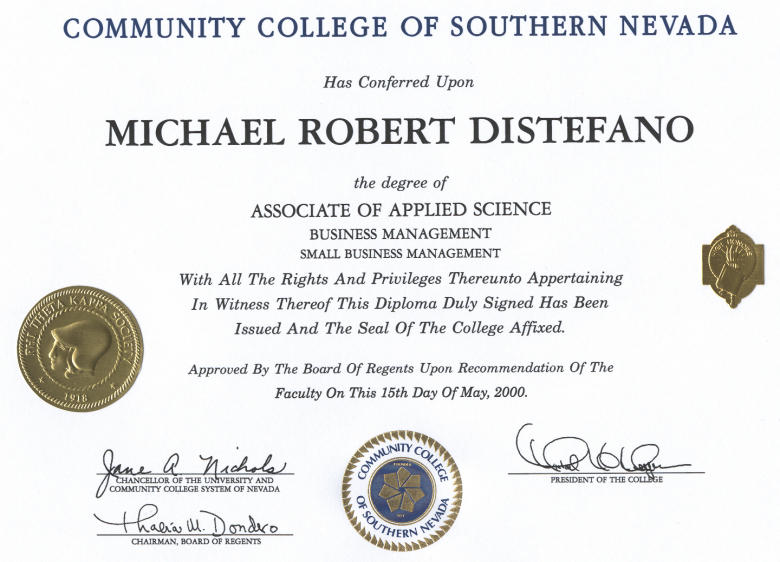 COMMUNITY COLLEGE OF SOUTHERN NEVADA
Has Conferred Upon
MICHAEL ROBERT DISTEFANO
the degree of
ASSOCIATE OF APPLIED SCIENCE
BUSINESS MANAGEMENT
SMALL BUSINESS MANAGEMENT
With All The Rights And Privileges Thereunto Appertaining
In Witness Thereof This Diploma Duly Signed Has Been
Issued And The Seal Of The College Affixed.
Approved By The Board Of Regents Upon Recommendation Of The
Faculty On This 15th Day Of May, 2000.
PHI THETA KAPPA SOCIETY
1918
Jane A. Nichols
CHANCELLOR OF THE UNIVERSITY AND
COMMUNITY COLLEGE SYSTEM OF NEVADA
Thalia M. Dondero
CHAIRMAN, BOARD OF REGENTS
COMMUNITY COLLEGE
OF SOUTHERN NEVADA
FOUNDED
1971
PRESIDENT OF THE COLLEGE